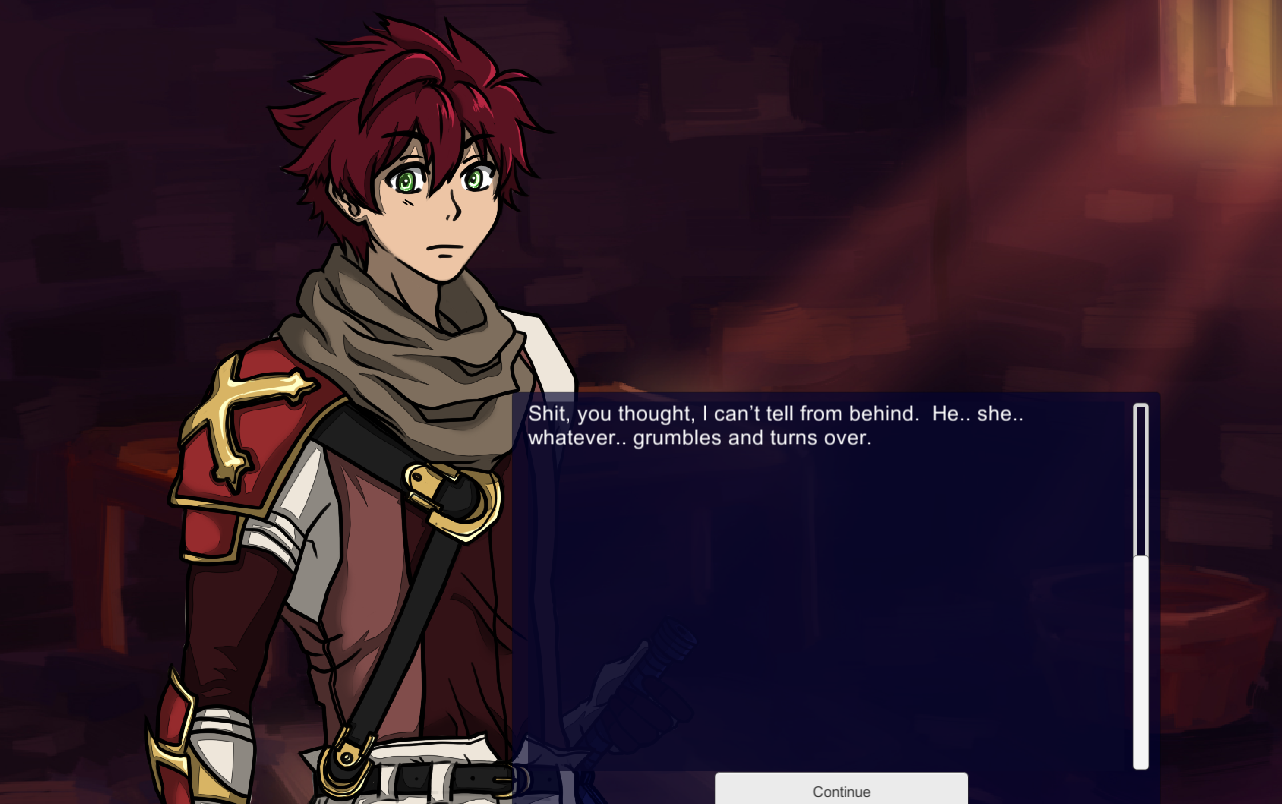 Shit, you thought, I can't tell from behind.  He.. she..
whatever.. grumbles and turns over.
Continue